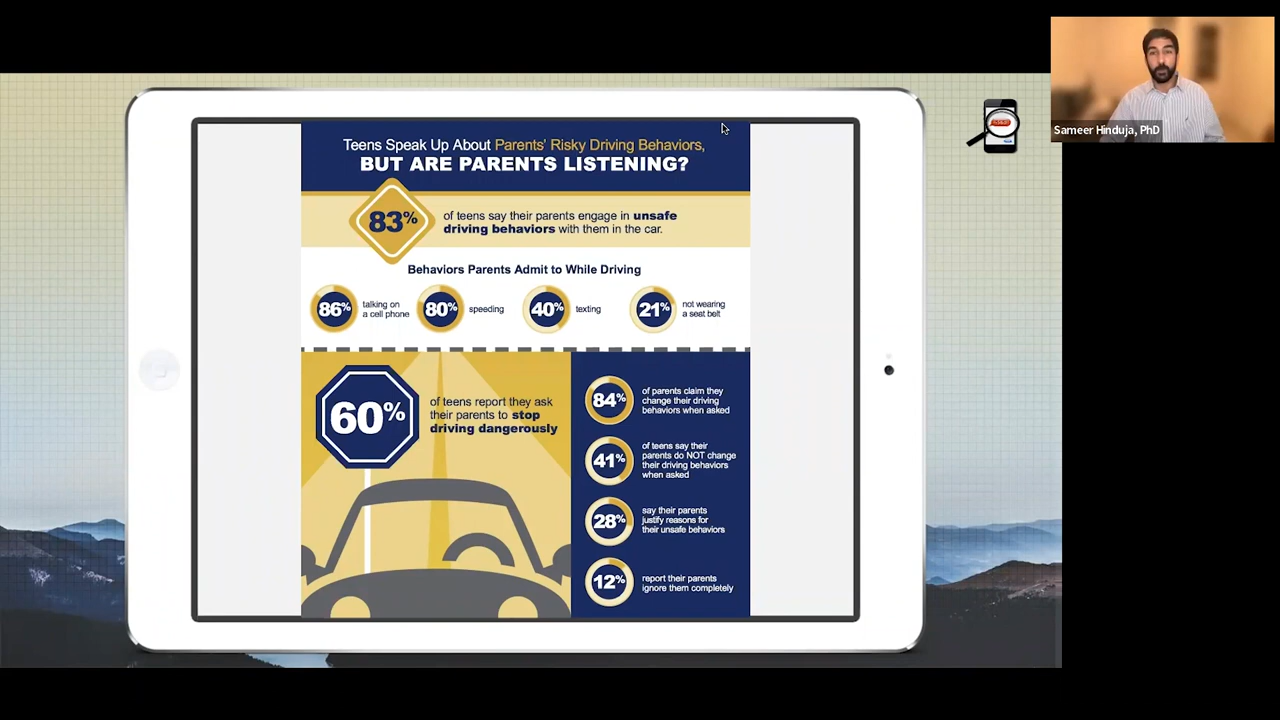 Teens Speak Up About Parents' Risky Driving Behaviors,
BUT ARE PARENTS LISTENING?
83%
of teens say their parents engage in unsafe
driving behaviors with them in the car.
Behaviors Parents Admit to While Driving
86%
talking on
a cell phone
80%
speeding
40%
texting
21%
not wearing
a seat belt
60%
of teens report they ask
their parents to stop
driving dangerously
84%
of parents claim they
change their driving
behaviors when asked
41%
of teens say their
parents do NOT change
their driving behaviors
when asked
28%
say their parents
justify reasons for
their unsafe behaviors
12%
report their parents
ignore them completely
Sameer Hinduja, PhD